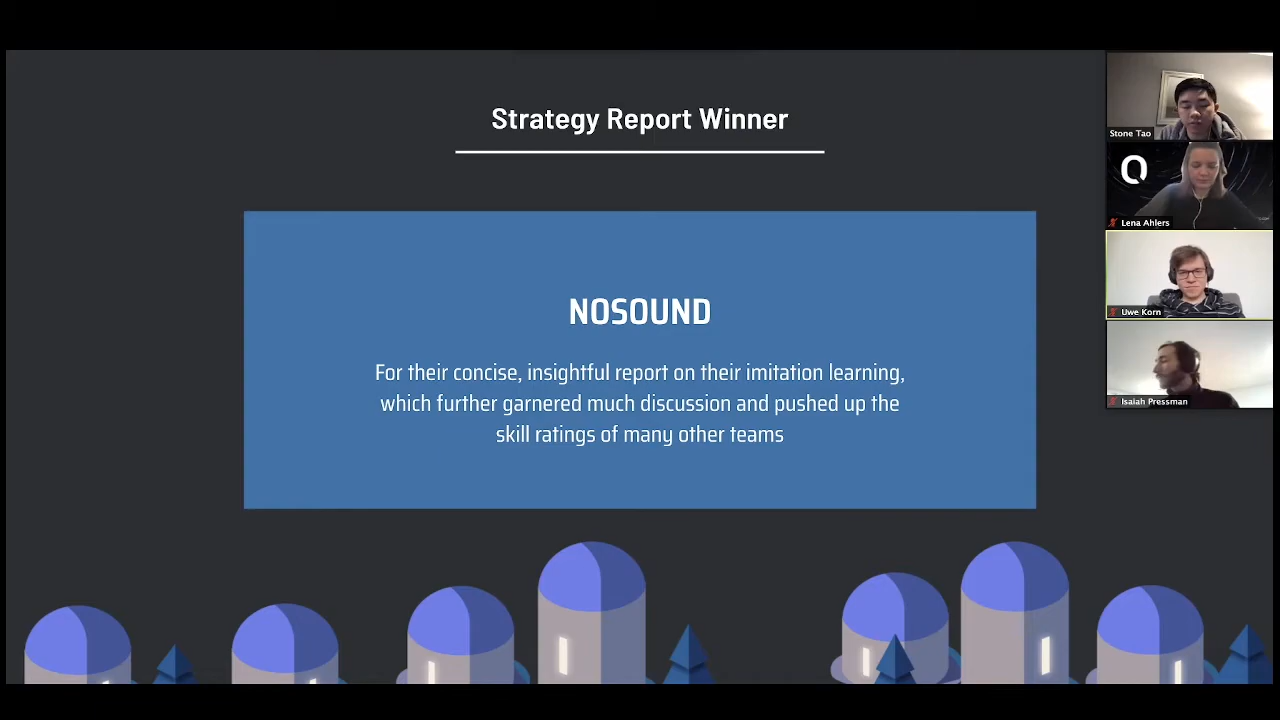 Strategy Report Winner
NOSOUND
For their concise, insightful report on their imitation learning,
which further garnered much discussion and pushed up the
skill ratings of many other teams
Stone Tao
Lena Ahlers
Uwe Korn
Isaiah Pressman